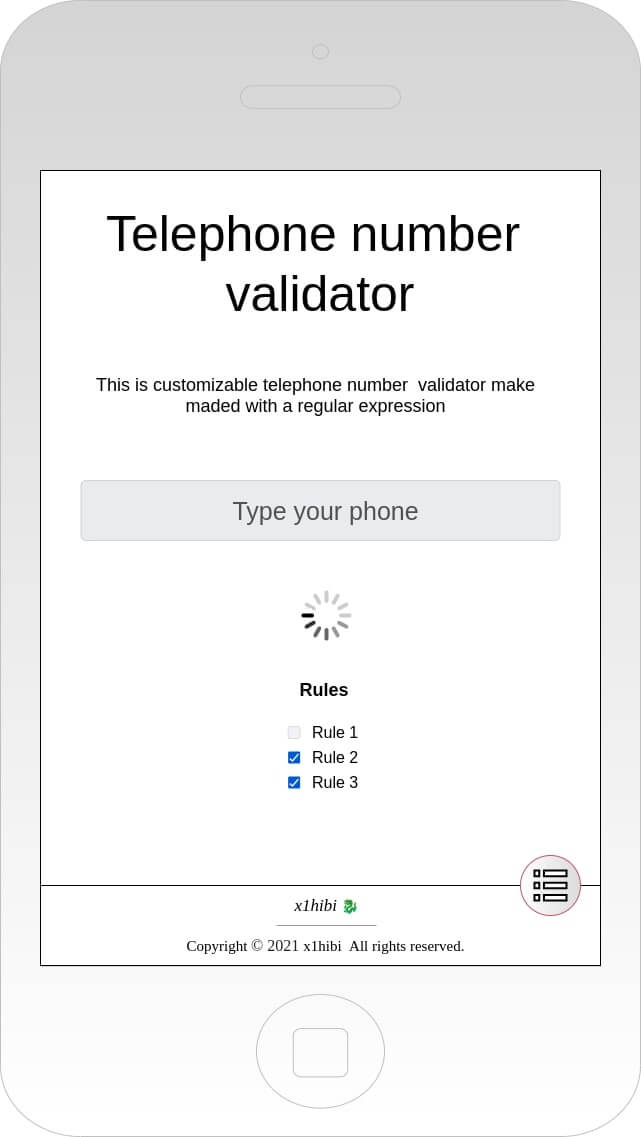 Telephone number
validator
This is customizable telephone number  validator make
maded with a regular expression
Type your phone
Rules
Rule 1
Rule 2
Rule 3
x1hibi 🐉
Copyright © 2021 x1hibi  All rights reserved.